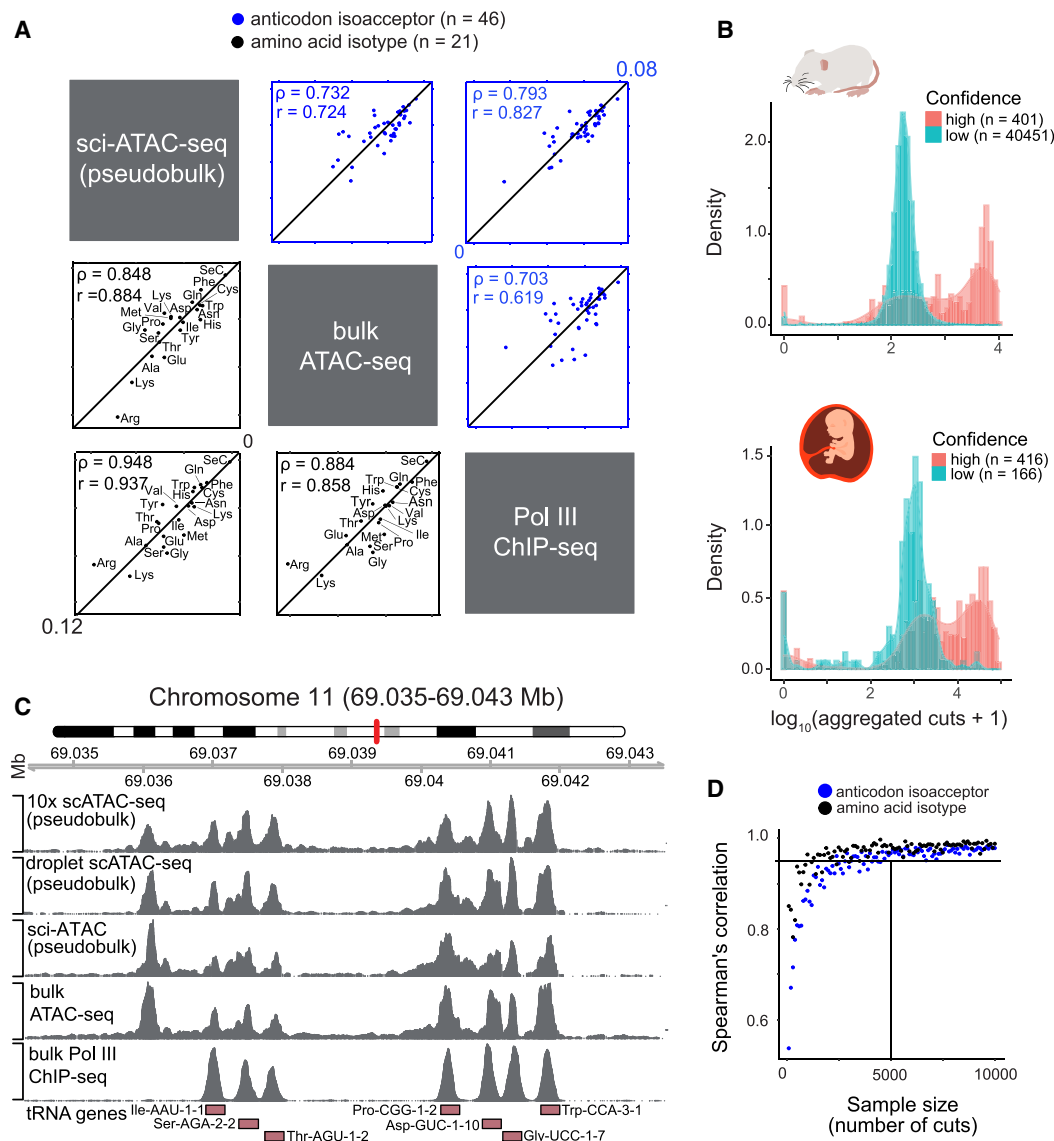 A
anticodon isoacceptor (n = 46)
amino acid isotype (n = 21)
sci-ATAC-seq
(pseudobulk)
ρ = 0.732
r = 0.724
0.08
ρ = 0.793
r = 0.827
0
ρ = 0.848
r =0.884
SeC
Phe
Cys
Gln
Lys
Val
Asp
Trp
Met
Asn
Pro
Gly
Ile
His
Ser
Tyr
Thr
Ala
Glu
Lys
Arg
0
bulk
ATAC-seq
ρ = 0.703
r = 0.619
ρ = 0.948
r = 0.937
SeC
Gln
Phe
Trp
Val
His
Cys
Tyr
Asn
Lys
Thr
Ile
Asp
Pro
Ala
Glu
Met
Ser
Gly
Arg
Lys
0.12
ρ = 0.884
r = 0.858
SeC
Gln
Trp
Phe
His
Cys
Tyr
Asn
Asp
Val
Thr
Lys
Glu
Met
Ile
Pro
Ala
Ser
Gly
Arg
Lys
Pol III
ChIP-seq
B
Confidence
high (n = 401)
low (n = 40451)
Density
2.0
1.0
0.0
0
2
4
Confidence
high (n = 416)
low (n = 166)
Density
1.5
1.0
0.5
0.0
0
2
4
log10(aggregated cuts + 1)
C
Chromosome 11 (69.035-69.043 Mb)
69.035
69.037
69.039
69.041
69.043
Mb
69.036
69.038
69.04
69.042
10x scATAC-seq
(pseudobulk)
droplet scATAC-seq
(pseudobulk)
sci-ATAC
(pseudobulk)
bulk
ATAC-seq
bulk Pol III
ChIP-seq
tRNA genes
Ile-AAU-1-1
Ser-AGA-2-2
Thr-AGU-1-2
Pro-CGG-1-2
Asp-GUC-1-10
Gly-UCC-1-7
Trp-CCA-3-1
D
anticodon isoacceptor
amino acid isotype
Spearman's correlation
1.0
0.8
0.6
0
5000
10000
Sample size
(number of cuts)